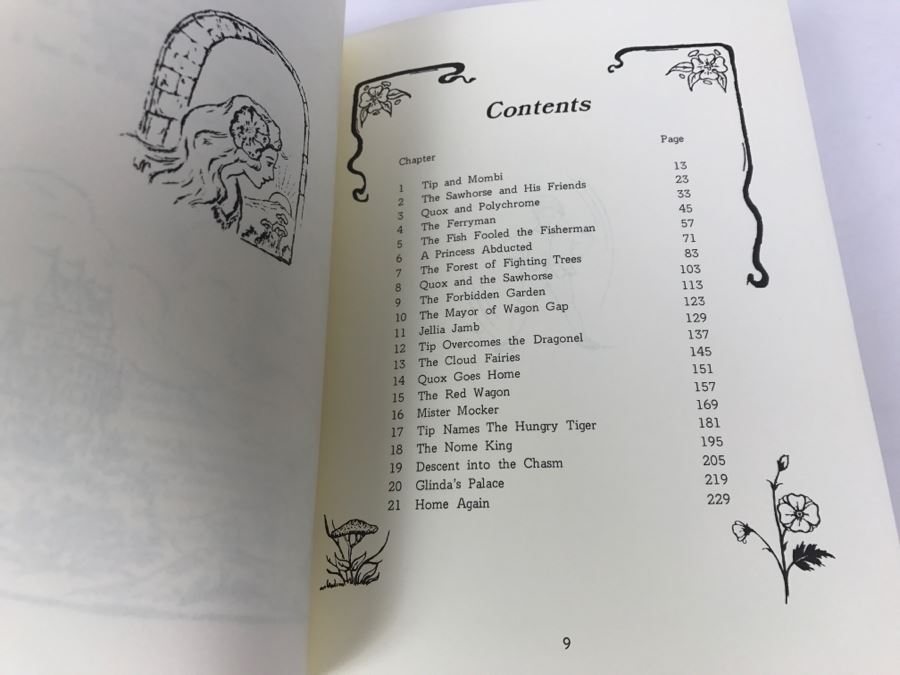 Contents
Chapter Page
1 Tip and Mombi 13
2 The Sawhorse and His Friends 23
3 Quox and Polychrome 33
4 The Ferryman 45
5 The Fish Fooled the Fisherman 57
6 A Princess Abducted 71
7 The Forest of Fighting Trees 83
8 Quox and the Sawhorse 103
9 The Forbidden Garden 113
10 The Mayor of Wagon Gap 123
11 Jellia Jamb 129
12 Tip Overcomes the Dragonel 137
13 The Cloud Fairies 145
14 Quox Goes Home 151
15 The Red Wagon 157
16 Mister Mocker 169
17 Tip Names The Hungry Tiger 181
18 The Nome King 195
19 Descent into the Chasm 205
20 Glinda's Palace 219
21 Home Again 229
9